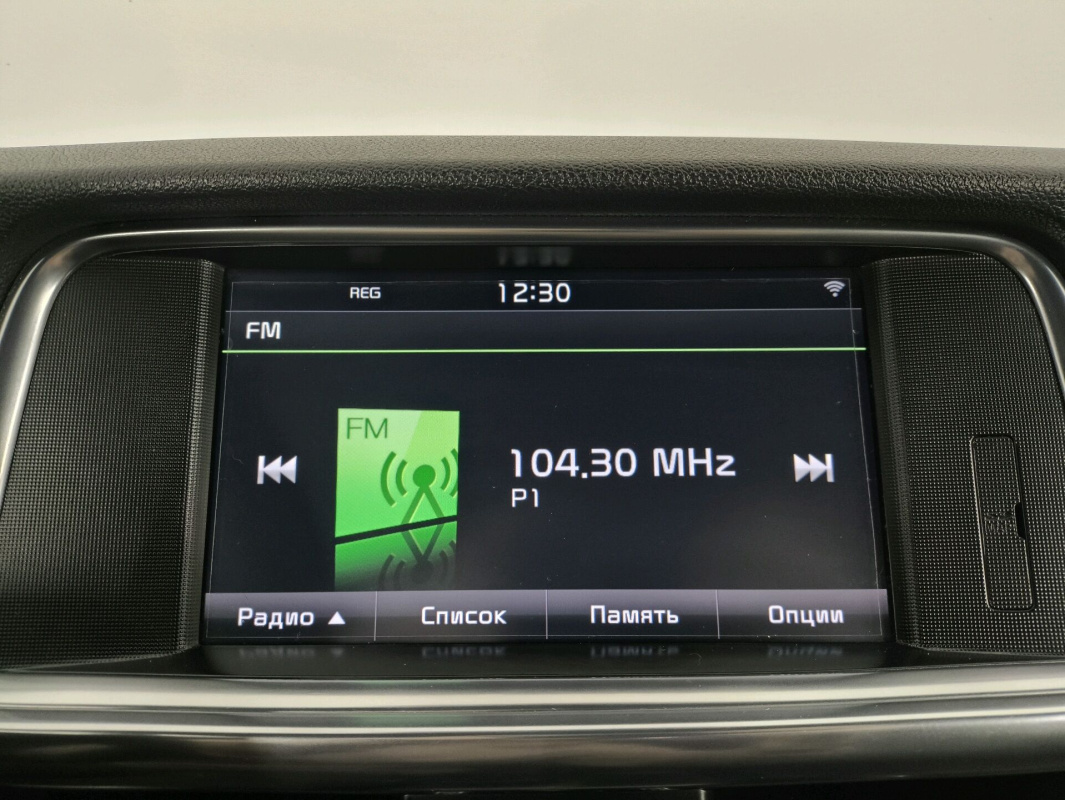 REG 12:30
FM
FM
104.30 MHz
P1
Радио ▲ Список Память Опции